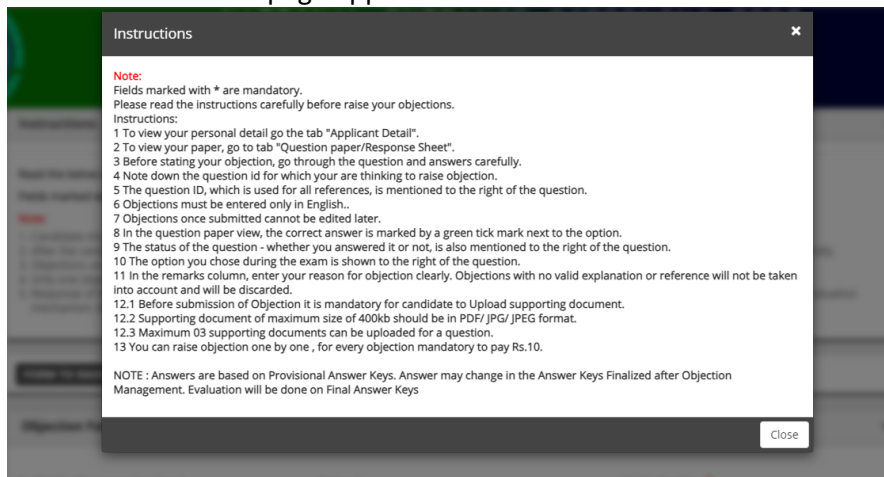 Instructions
×
Note:
Fields marked with * are mandatory.
Please read the instructions carefully before raise your objections.
Instructions:
1 To view your personal detail go the tab "Applicant Detail".
2 To view your paper, go to tab "Question paper/Response Sheet".
3 Before stating your objection, go through the question and answers carefully.
4 Note down the question id for which your are thinking to raise objection.
5 The question ID, which is used for all references, is mentioned to the right of the question.
6 Objections must be entered only in English..
7 Objections once submitted cannot be edited later.
8 In the question paper view, the correct answer is marked by a green tick mark next to the option.
9 The status of the question - whether you answered it or not, is also mentioned to the right of the question.
10 The option you chose during the exam is shown to the right of the question.
11 In the remarks column, enter your reason for objection clearly. Objections with no valid explanation or reference will not be taken
into account and will be discarded.
12.1 Before submission of Objection it is mandatory for candidate to Upload supporting document.
12.2 Supporting document of maximum size of 400kb should be in PDF/ JPG/ JPEG format.
12.3 Maximum 03 supporting documents can be uploaded for a question.
13 You can raise objection one by one , for every objection mandatory to pay Rs.10.
NOTE : Answers are based on Provisional Answer Keys. Answer may change in the Answer Keys Finalized after Objection
Management. Evaluation will be done on Final Answer Keys
Close